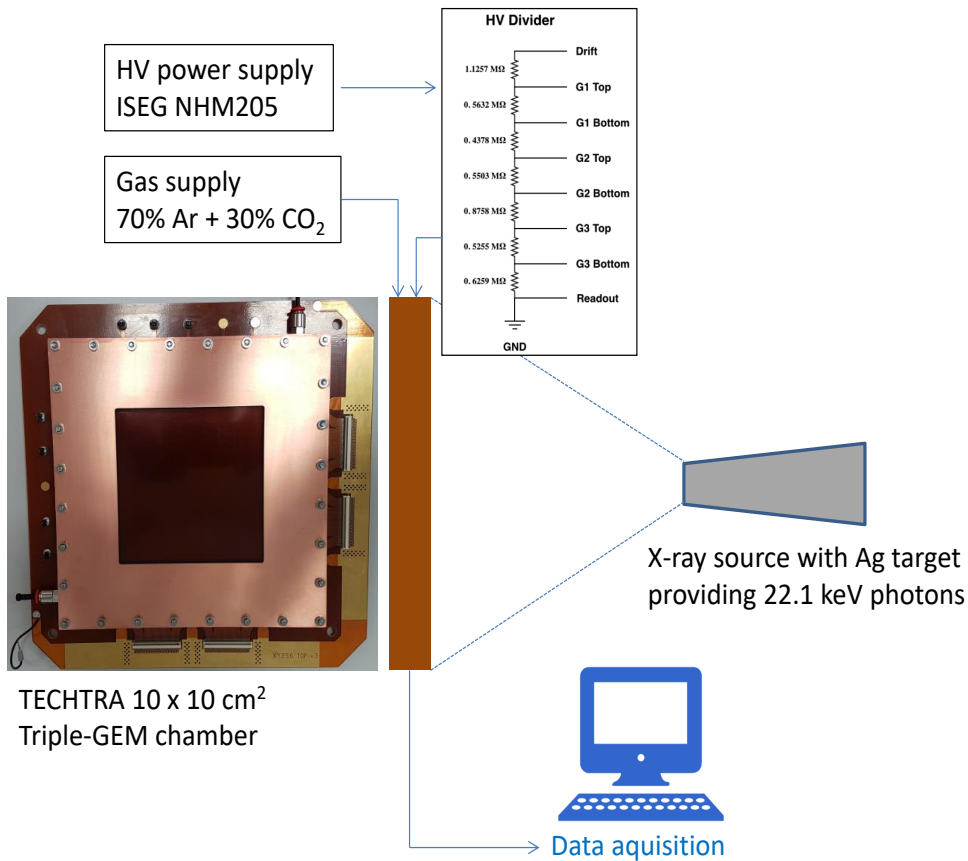 HV power supply
ISEG NHM205
Gas supply
70% Ar + 30% CO₂
HV Divider
Drift
1.1257 MΩ
G1 Top
0.5632 MΩ
G1 Bottom
0.4378 MΩ
G2 Top
0.5503 MΩ
G2 Bottom
0.8758 MΩ
G3 Top
0.5255 MΩ
G3 Bottom
0.6259 MΩ
Readout
GND
X-ray source with Ag target
providing 22.1 keV photons
TECHTRA 10 x 10 cm²
Triple-GEM chamber
Data aquisition